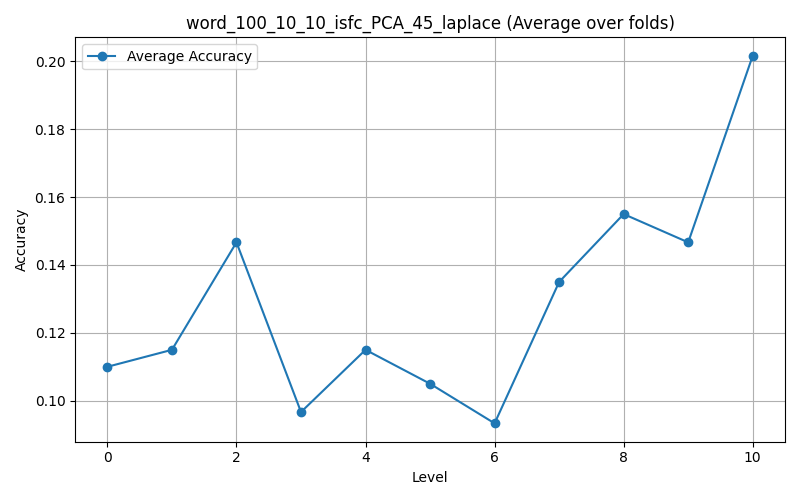 word_100_10_10_isfc_PCA_45_laplace (Average over folds)
Average Accuracy
0.20
0.18
0.16
0.14
0.12
0.10
Accuracy
0 2 4 6 8 10
Level